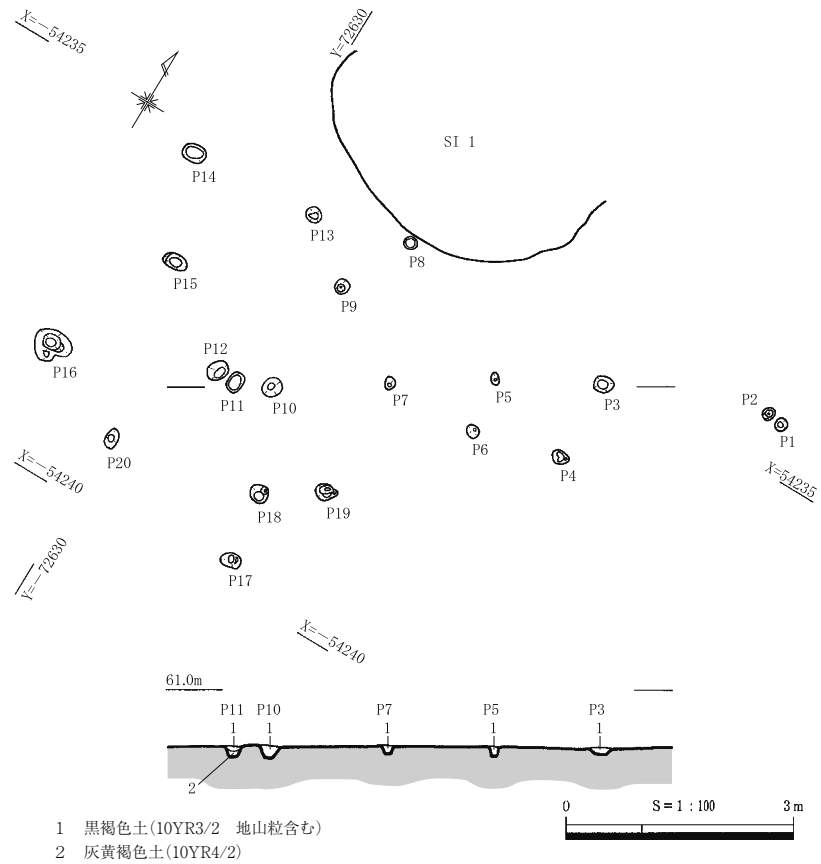 X=－54235
Y=72630
SI 1
P14
P13
P8
P15
P9
P12
P16
P11
P10
P7
P5
P3
P2
P1
P6
P20
P4
X=－54240
X=54235
P18
P19
P17
Y=－72630
X=－54240
61.0m
P11 P10 P7 P5 P3
1 1 1 1 1
2
0 S=1：100 3m
1 黒褐色土(10YR3/2 地山粒含む)
2 灰黄褐色土(10YR4/2)